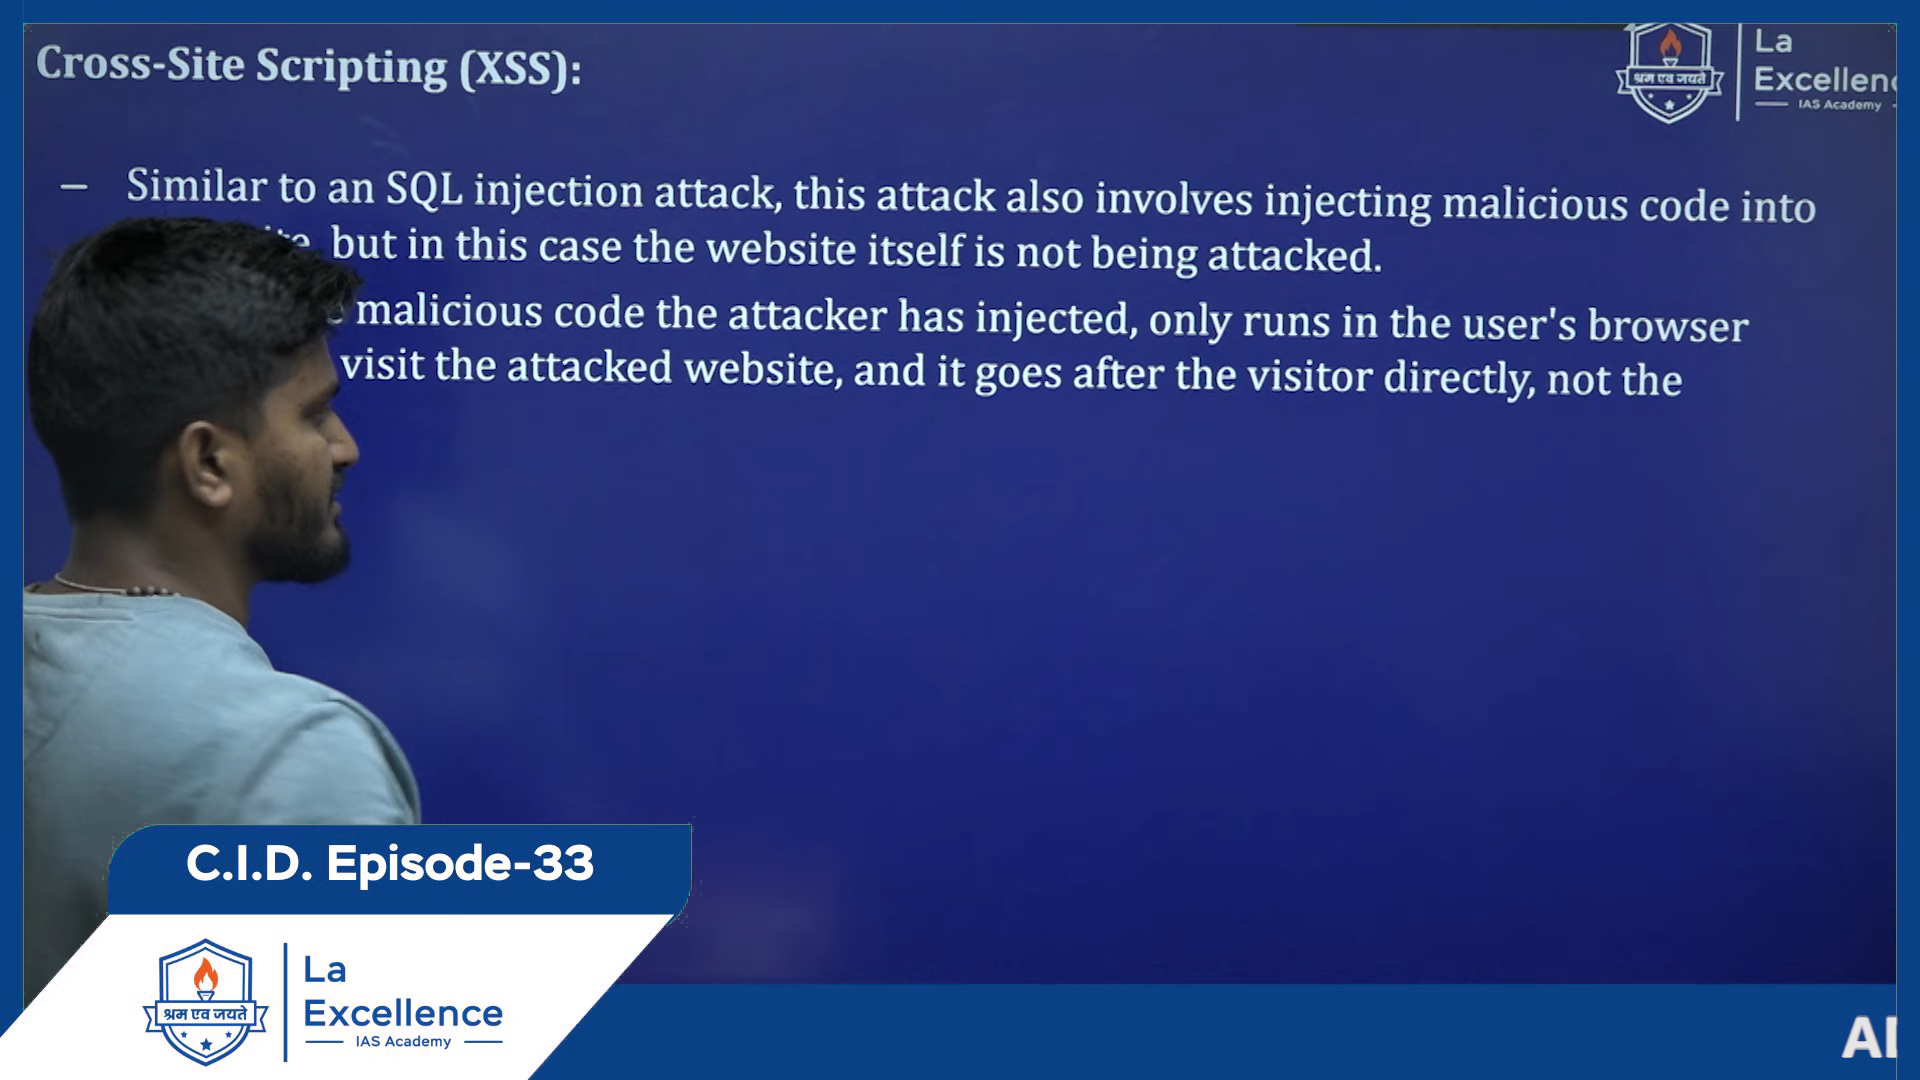 Cross-Site Scripting (XSS):
श्रम एव जयते
La
Excellenc
IAS Academy
– Similar to an SQL injection attack, this attack also involves injecting malicious code into
but in this case the website itself is not being attacked.
malicious code the attacker has injected, only runs in the user's browser
visit the attacked website, and it goes after the visitor directly, not the
C.I.D. Episode-33
श्रम एव जयते
La
Excellence
IAS Academy